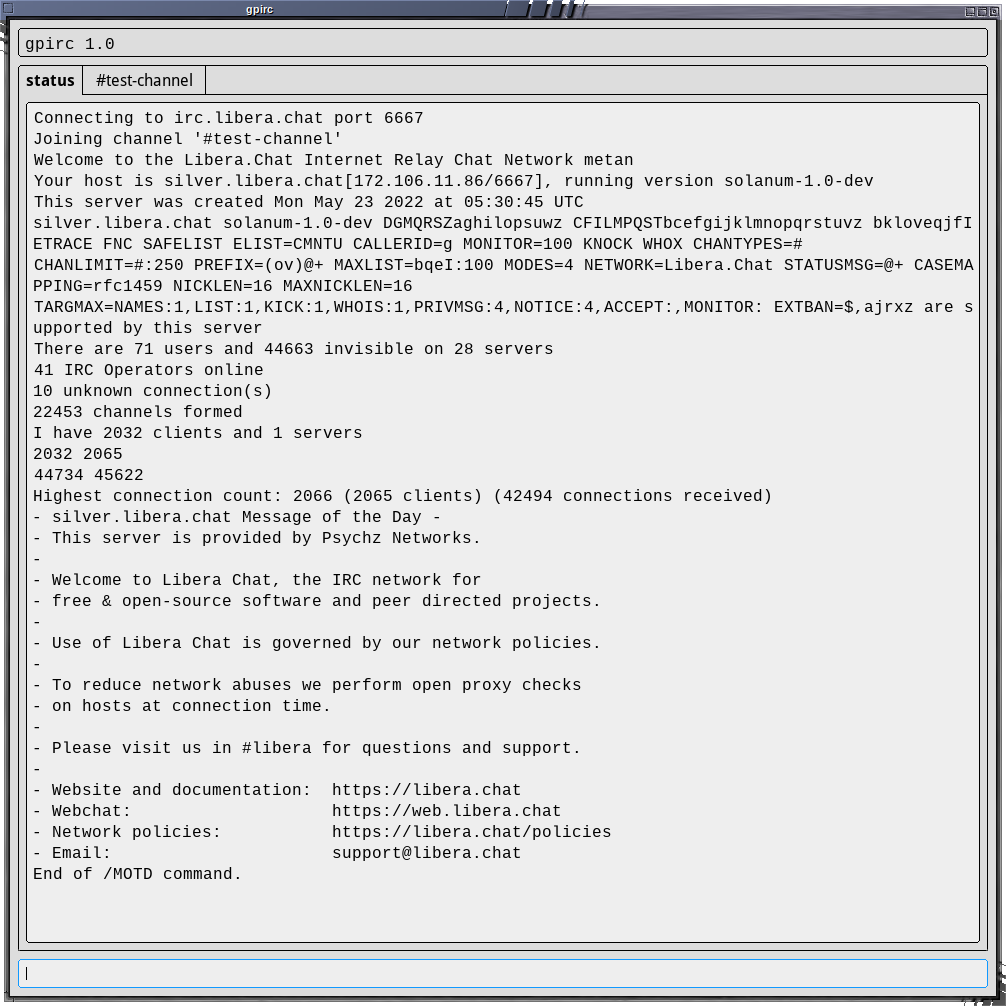 gpirc
gpirc 1.0
status #test-channel
Connecting to irc.libera.chat port 6667
Joining channel '#test-channel'
Welcome to the Libera.Chat Internet Relay Chat Network metan
Your host is silver.libera.chat[172.106.11.86/6667], running version solanum-1.0-dev
This server was created Mon May 23 2022 at 05:30:45 UTC
silver.libera.chat solanum-1.0-dev DGMQRSZaghilopsuwz CFILMPQSTbcefgijklmnopqrstuvz bkloveqjfI
ETRACE FNC SAFELIST ELIST=CMNTU CALLERID=g MONITOR=100 KNOCK WHOX CHANTYPES=#
CHANLIMIT=#:250 PREFIX=(ov)@+ MAXLIST=bqeI:100 MODES=4 NETWORK=Libera.Chat STATUSMSG=@+ CASEMA
PPING=rfc1459 NICKLEN=16 MAXNICKLEN=16
TARGMAX=NAMES:1,LIST:1,KICK:1,WHOIS:1,PRIVMSG:4,NOTICE:4,ACCEPT:,MONITOR: EXTBAN=$,ajrxz are s
upported by this server
There are 71 users and 44663 invisible on 28 servers
41 IRC Operators online
10 unknown connection(s)
22453 channels formed
I have 2032 clients and 1 servers
2032 2065
44734 45622
Highest connection count: 2066 (2065 clients) (42494 connections received)
- silver.libera.chat Message of the Day -
- This server is provided by Psychz Networks.
-
- Welcome to Libera Chat, the IRC network for
- free & open-source software and peer directed projects.
-
- Use of Libera Chat is governed by our network policies.
-
- To reduce network abuses we perform open proxy checks
- on hosts at connection time.
-
- Please visit us in #libera for questions and support.
-
- Website and documentation:  https://libera.chat
- Webchat:                    https://web.libera.chat
- Network policies:           https://libera.chat/policies
- Email:                      support@libera.chat
End of /MOTD command.